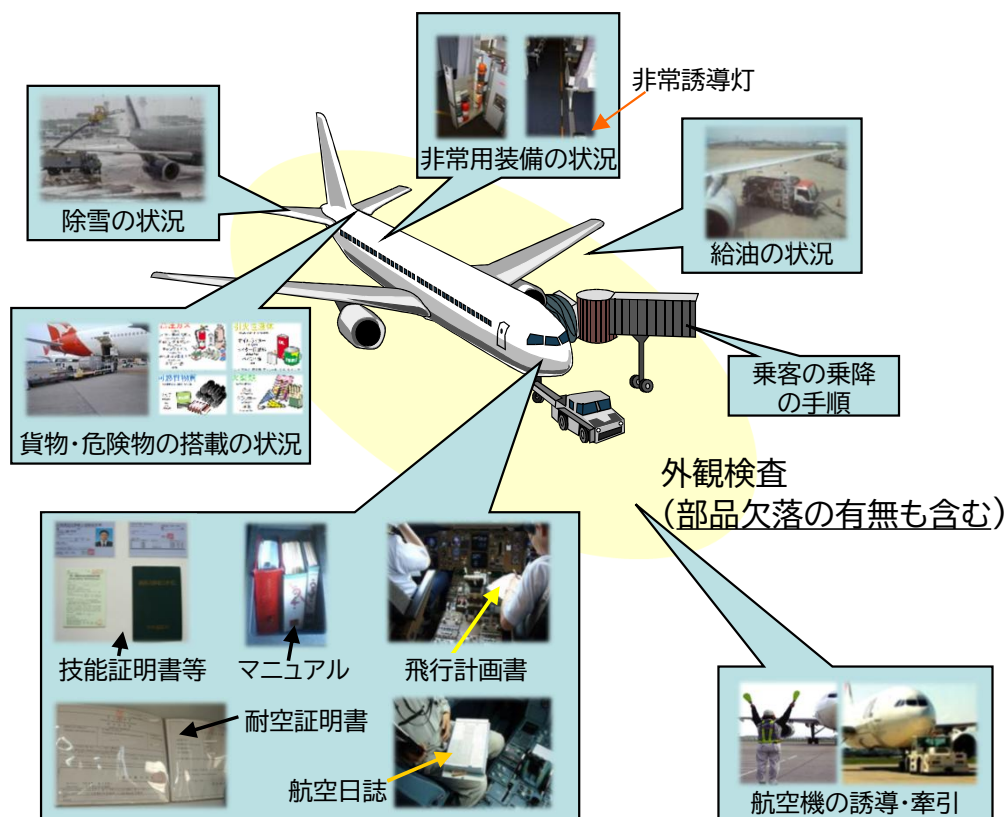 非常誘導灯
非常用装備の状況
除雪の状況
給油の状況
乗客の乗降
の手順
貨物・危険物の搭載の状況
外観検査
(部品欠落の有無も含む)
技能証明書等
マニュアル
飛行計画書
耐空証明書
航空日誌
航空機の誘導・牽引